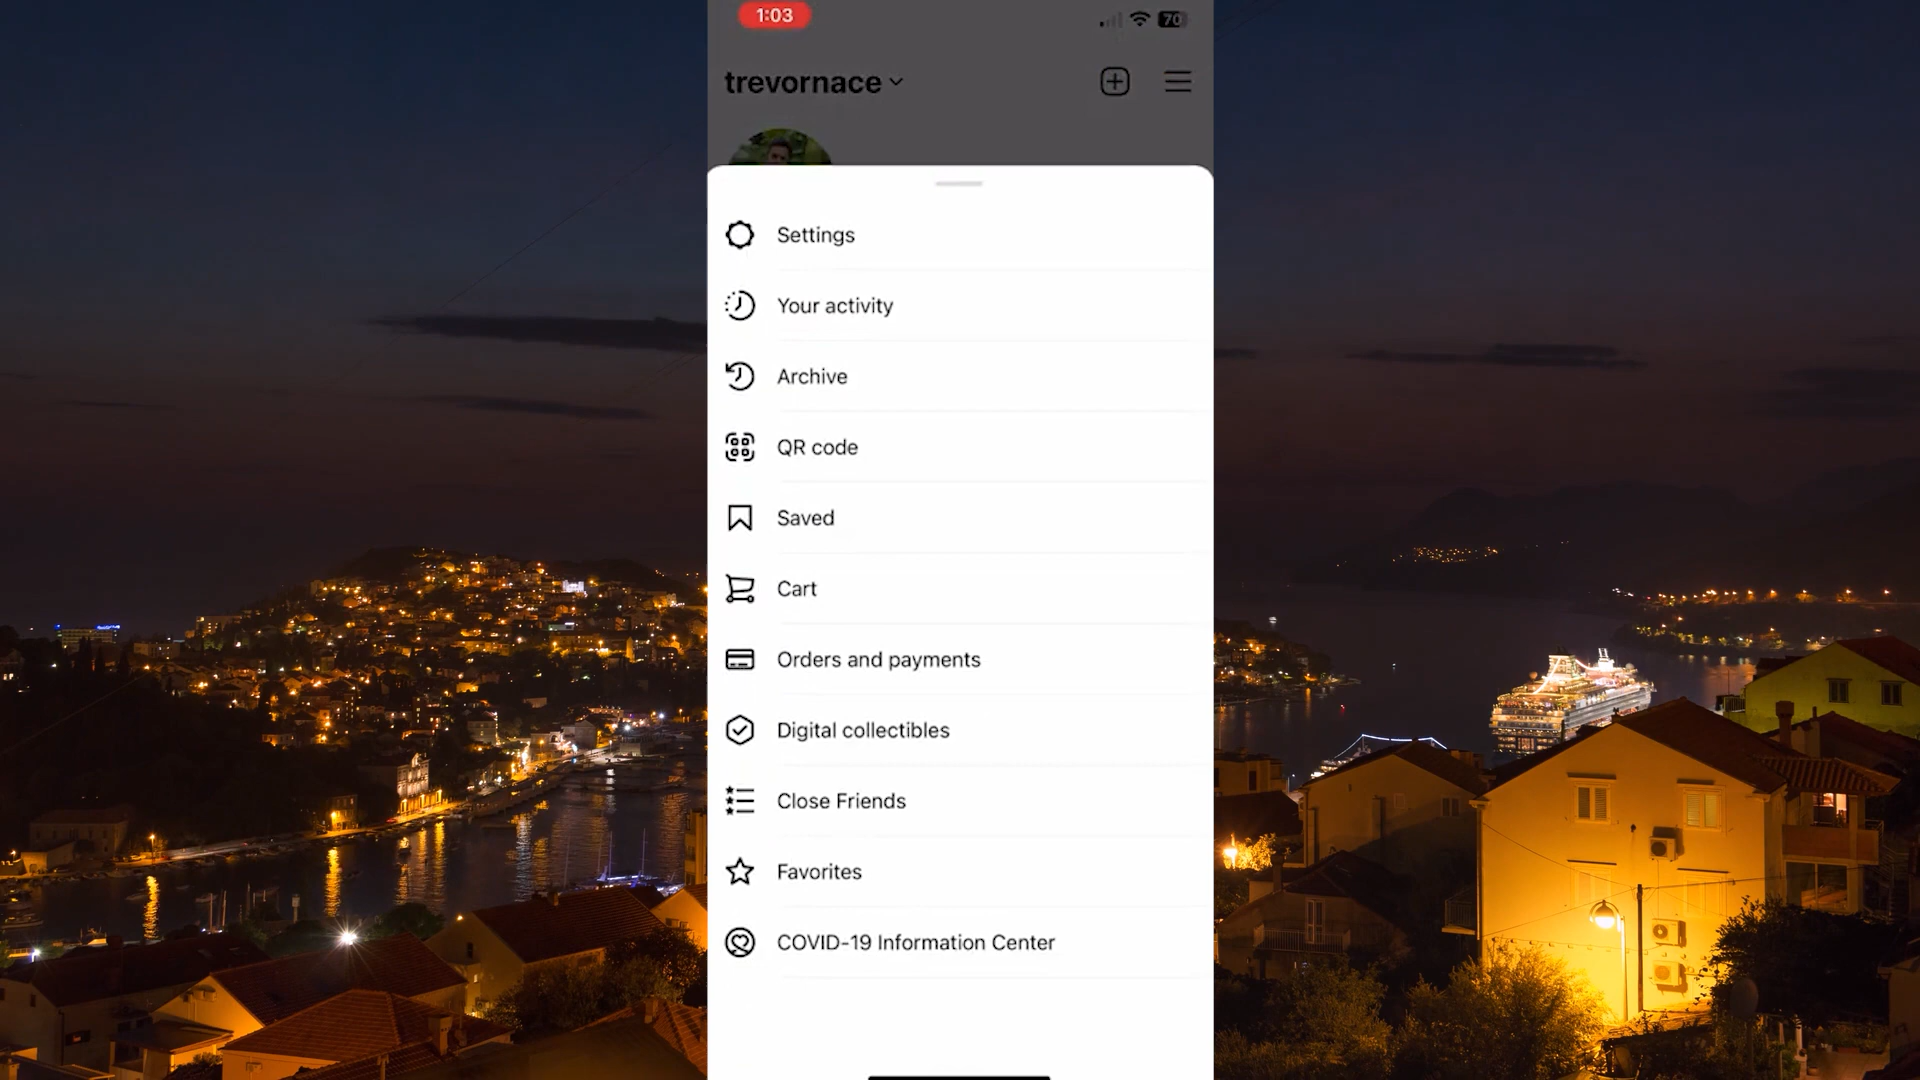 1:03
70
trevornace
Settings
Your activity
Archive
QR code
Saved
Cart
Orders and payments
Digital collectibles
Close Friends
Favorites
COVID-19 Information Center